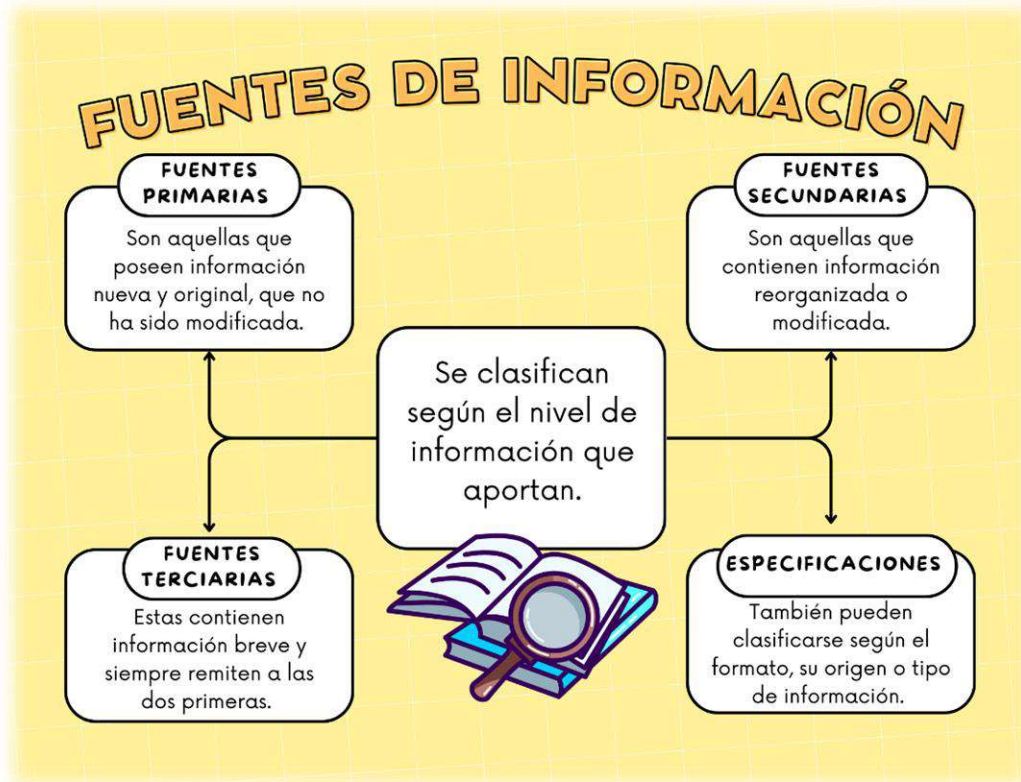 FUENTES DE INFORMACIÓN
FUENTES
PRIMARIAS
Son aquellas que
poseen información
nueva y original, que no
ha sido modificada.
FUENTES
SECUNDARIAS
Son aquellas que
contienen información
reorganizada o
modificada.
Se clasifican
según el nivel de
información que
aportan.
FUENTES
TERCIARIAS
Estas contienen
información breve y
siempre remiten a las
dos primeras.
ESPECIFICACIONES
También pueden
clasificarse según el
formato, su origen o tipo
de información.